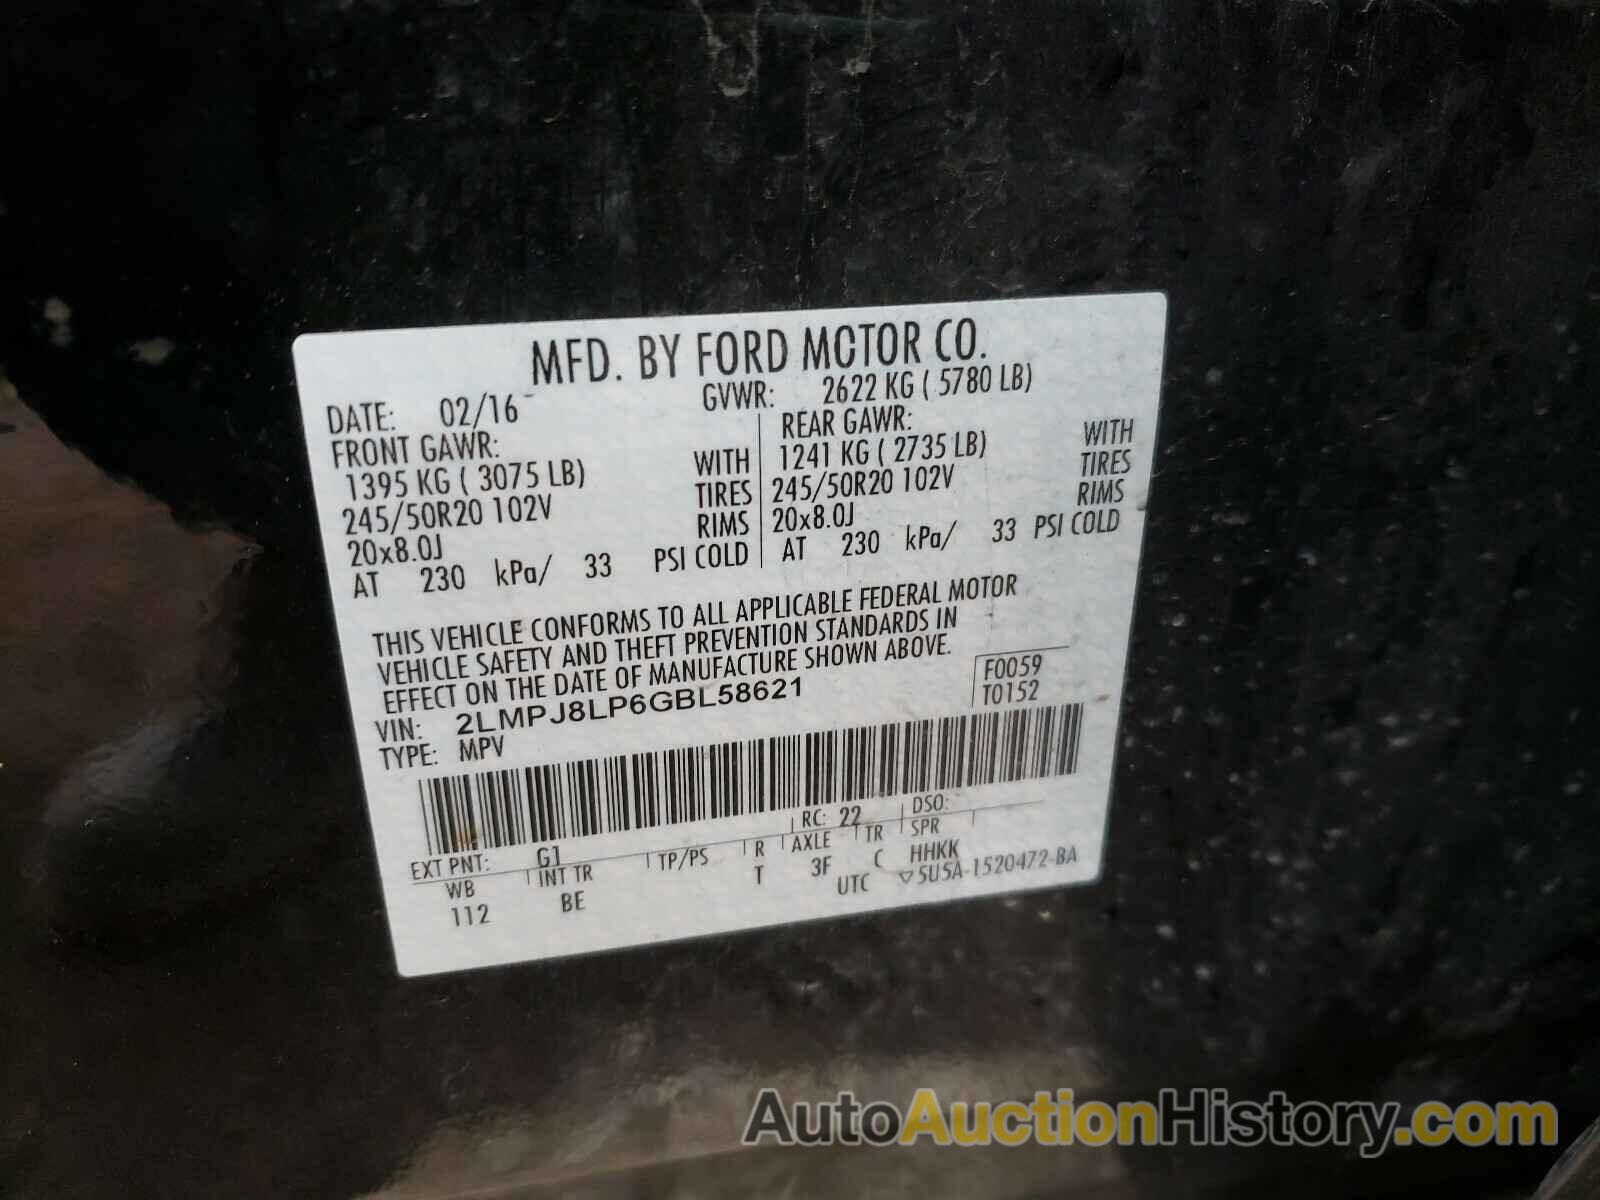 MFD. BY FORD MOTOR CO.
DATE: 02/16 GVWR: 2622 KG ( 5780 LB)
FRONT GAWR:
1395 KG ( 3075 LB) WITH
245/50R20 102V TIRES
20x8.0J RIMS
AT 230 kPa/ 33 PSI COLD
REAR GAWR:
1241 KG ( 2735 LB) WITH
245/50R20 102V TIRES
20x8.0J RIMS
AT 230 kPa/ 33 PSI COLD
THIS VEHICLE CONFORMS TO ALL APPLICABLE FEDERAL MOTOR
VEHICLE SAFETY AND THEFT PREVENTION STANDARDS IN
EFFECT ON THE DATE OF MANUFACTURE SHOWN ABOVE.
F0059
T0152
VIN: 2LMPJ8LP6GBL58621
TYPE: MPV
EXT PNT: G1 RC: 22 DSO:
WB INT TR TP/PS R AXLE TR SPR
112 BE T 3F C HHKK
UTC ▽5U5A-1520472-BA
AutoAuctionHistory.com